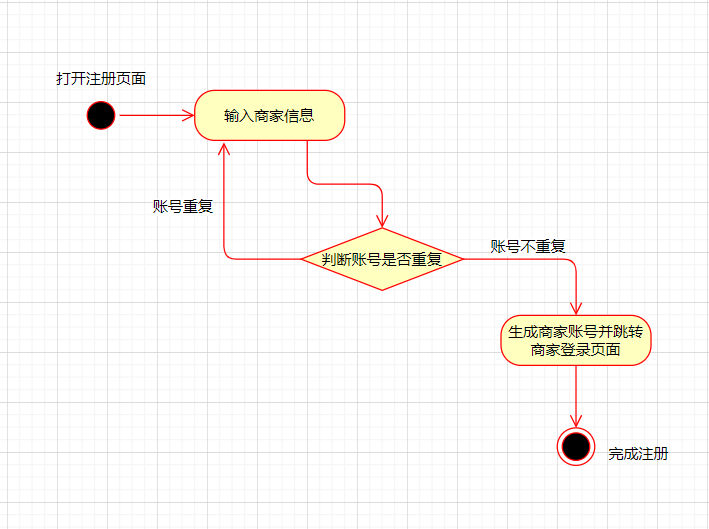 打开注册页面
输入商家信息
账号重复
判断账号是否重复
账号不重复
生成商家账号并跳转
商家登录页面
完成注册